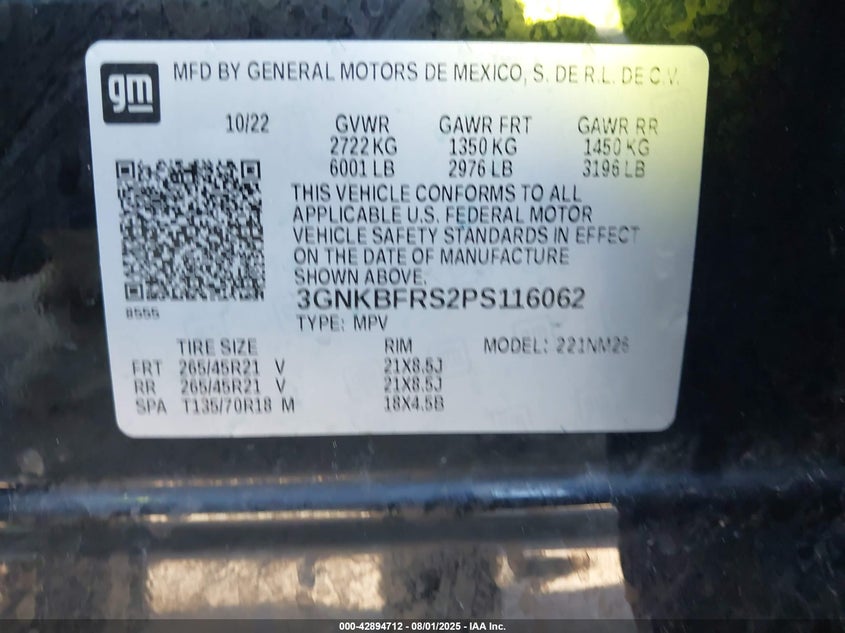 gm
MFD BY GENERAL MOTORS DE MEXICO, S. DE R.L. DE C.V.
10/22 GVWR GAWR FRT GAWR RR
2722 KG 1350 KG 1450 KG
6001 LB 2976 LB 3196 LB
THIS VEHICLE CONFORMS TO ALL
APPLICABLE U.S. FEDERAL MOTOR
VEHICLE SAFETY STANDARDS IN EFFECT
ON THE DATE OF MANUFACTURE
SHOWN ABOVE.
3GNKBFRS2PS116062
8555
TYPE: MPV
TIRE SIZE RIM MODEL: 221NM26
FRT 265/45R21 V 21X8.5J
RR 265/45R21 V 21X8.5J
SPA T135/70R18 M 18X4.5B
000-42894712 - 08/01/2025 - IAA Inc.